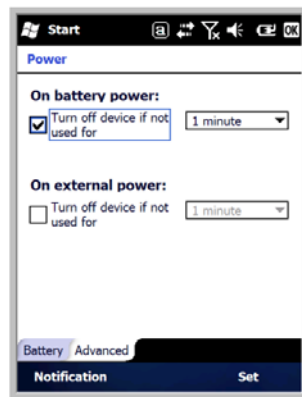 Start
a
OK
Power
On battery power:
Turn off device if not
used for
1 minute
On external power:
Turn off device if not
used for
1 minute
Battery Advanced
Notification Set